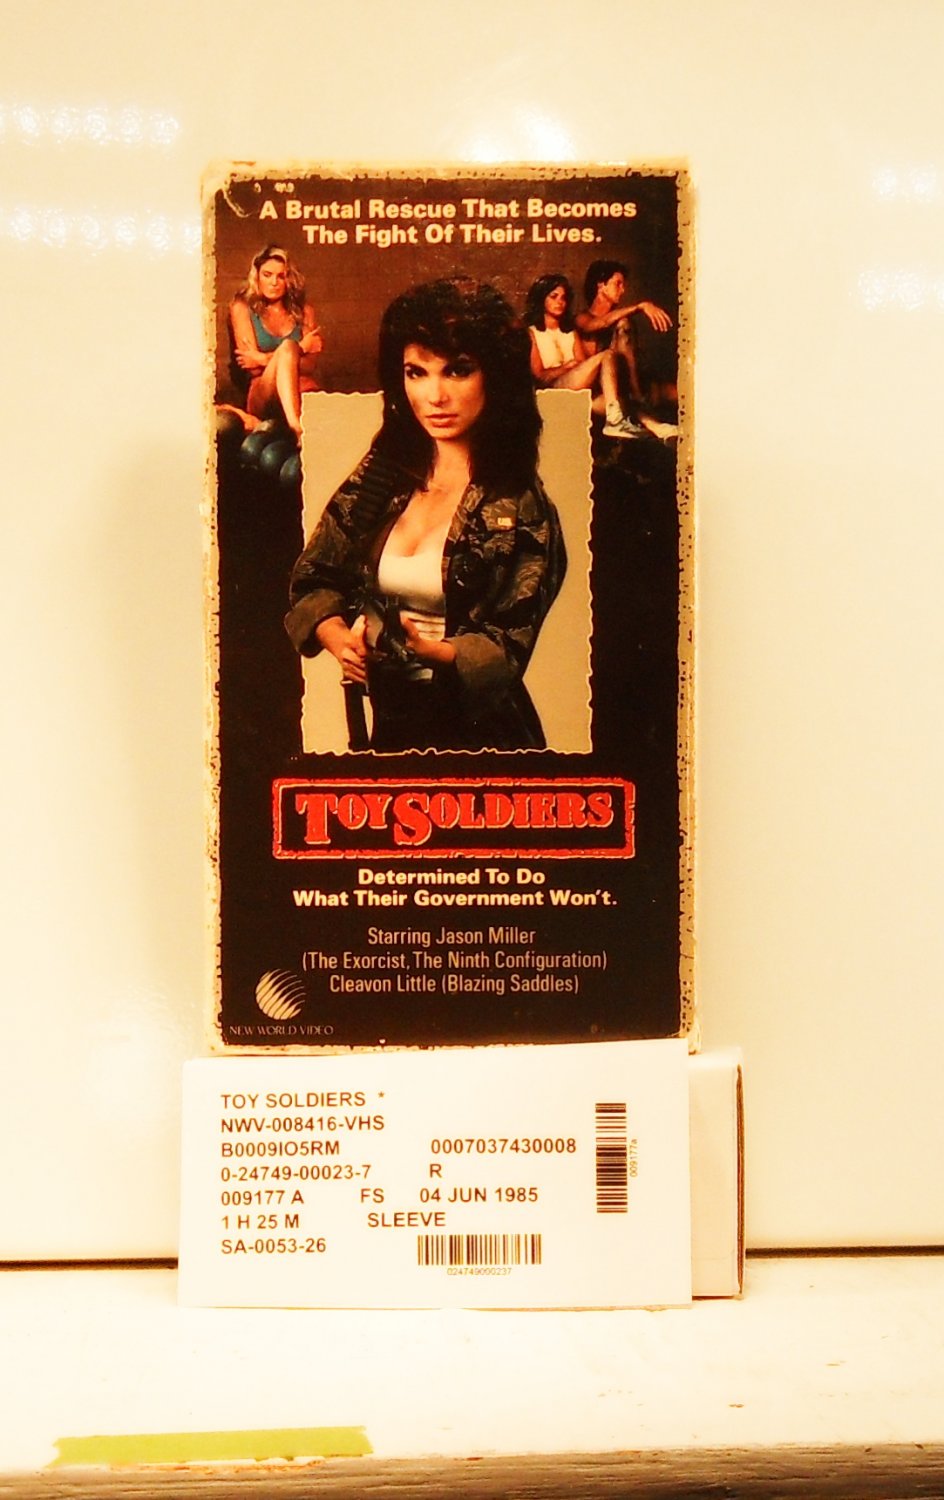 A Brutal Rescue That Becomes
The Fight Of Their Lives.
TOY SOLDIERS
Determined To Do
What Their Government Won't.
Starring Jason Miller
(The Exorcist, The Ninth Configuration)
Cleavon Little (Blazing Saddles)
NEW WORLD VIDEO
TOY SOLDIERS *
NWV-008416-VHS
B0009IO5RM 0007037430008
0-24749-00023-7 R
009177 A FS 04 JUN 1985
1 H 25 M SLEEVE
SA-0053-26
024749000237
009177a